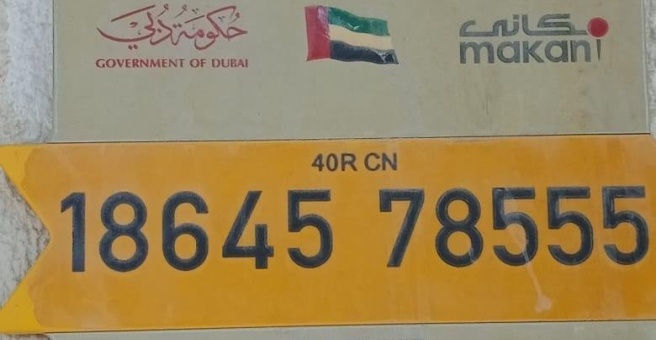 حكومة دبي
GOVERNMENT OF DUBAI
مكاني
makani
40R CN
18645 78555